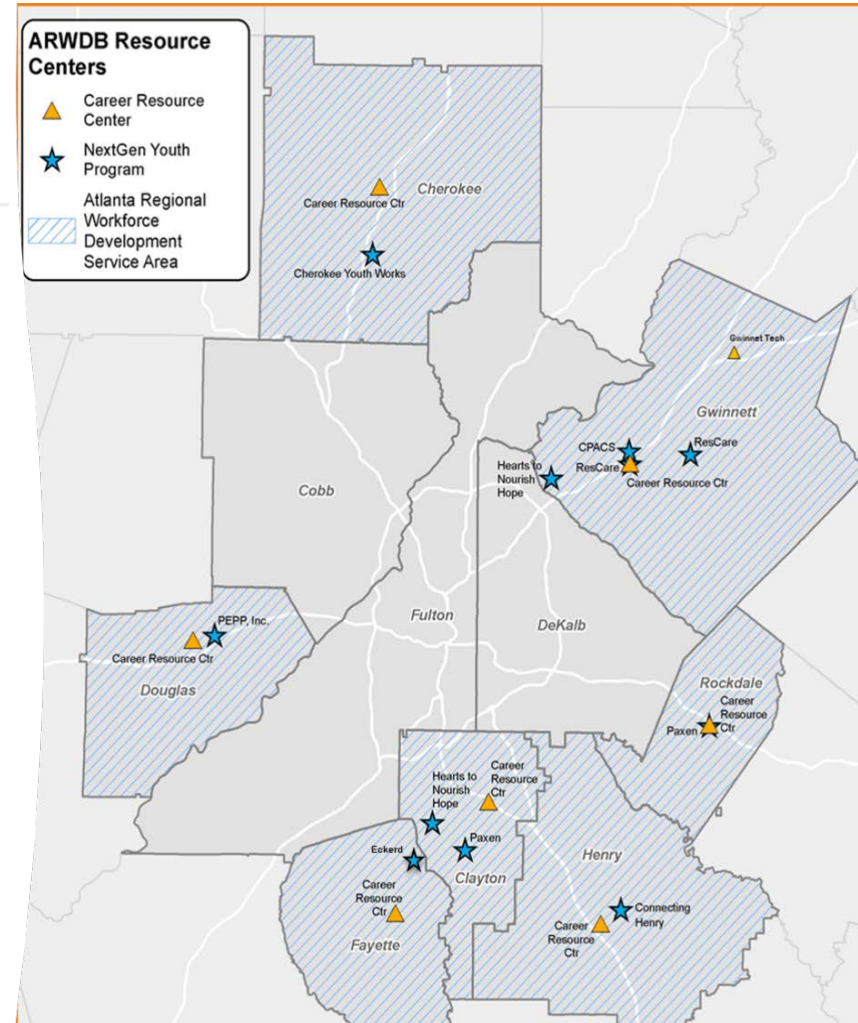 ARWDB Resource
Centers
Career Resource
Center
NextGen Youth
Program
Atlanta Regional
Workforce
Development
Service Area
Cherokee
Career Resource Ctr
Cherokee Youth Works
Gwinnet Tech
Gwinnett
CPACS
ResCare
Hearts to
Nourish
Hope
ResCare
Career Resource Ctr
Cobb
Fulton
DeKalb
PEPP, Inc.
Career Resource Ctr
Douglas
Rockdale
Career
Resource
Ctr
Paxen
Hearts to
Nourish
Hope
Career
Resource
Ctr
Paxen
Eckerd
Clayton
Henry
Career
Resource
Ctr
Fayette
Connecting
Henry
Career
Resource
Ctr